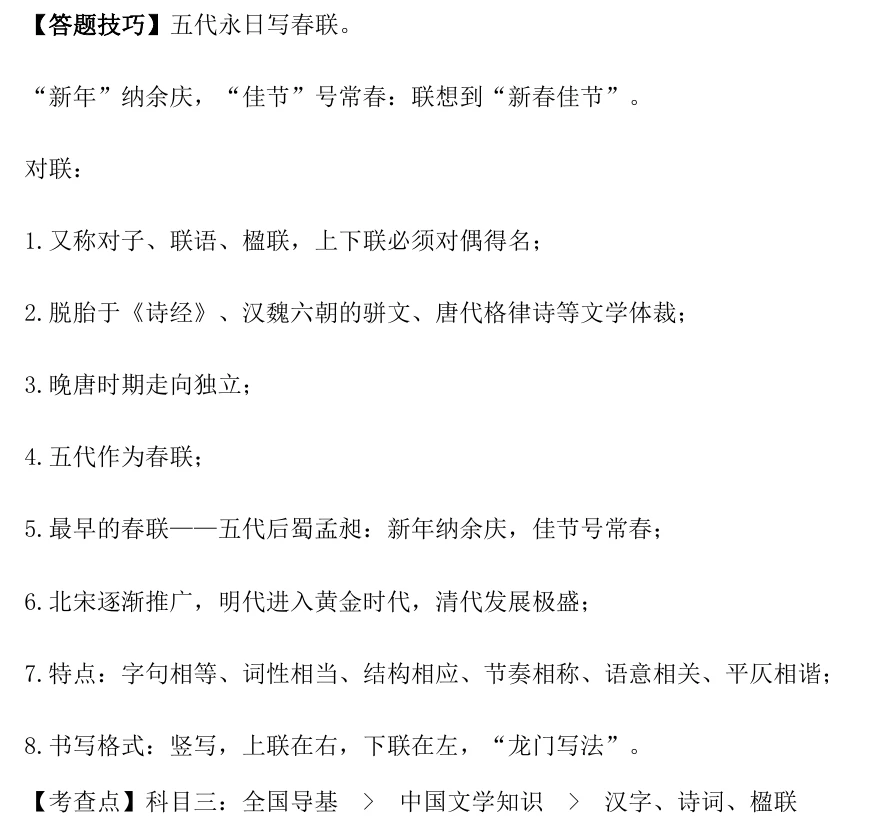 【答题技巧】五代永日写春联。
“新年”纳余庆，“佳节”号常春：联想到“新春佳节”。
对联：
1.又称对子、联语、楹联，上下联必须对偶得名；
2.脱胎于《诗经》、汉魏六朝的骈文、唐代格律诗等文学体裁；
3.晚唐时期走向独立；
4.五代作为春联；
5.最早的春联——五代后蜀孟昶：新年纳余庆，佳节号常春；
6.北宋逐渐推广，明代进入黄金时代，清代发展极盛；
7.特点：字句相等、词性相当、结构相应、节奏相称、语意相关、平仄相谐；
8.书写格式：竖写，上联在右，下联在左，“龙门写法”。
【考查点】科目三：全国导基 > 中国文学知识 > 汉字、诗词、楹联